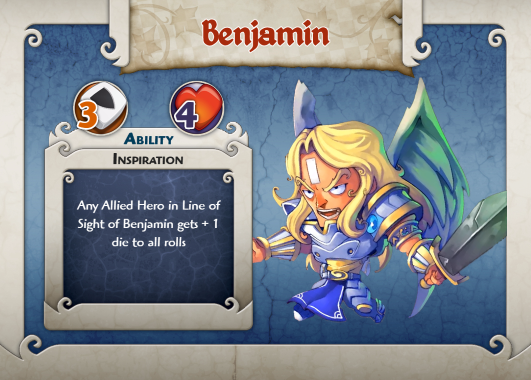 Benjamin
3
4
Ability
Inspiration
Any Allied Hero in Line of
Sight of Benjamin gets + 1
die to all rolls